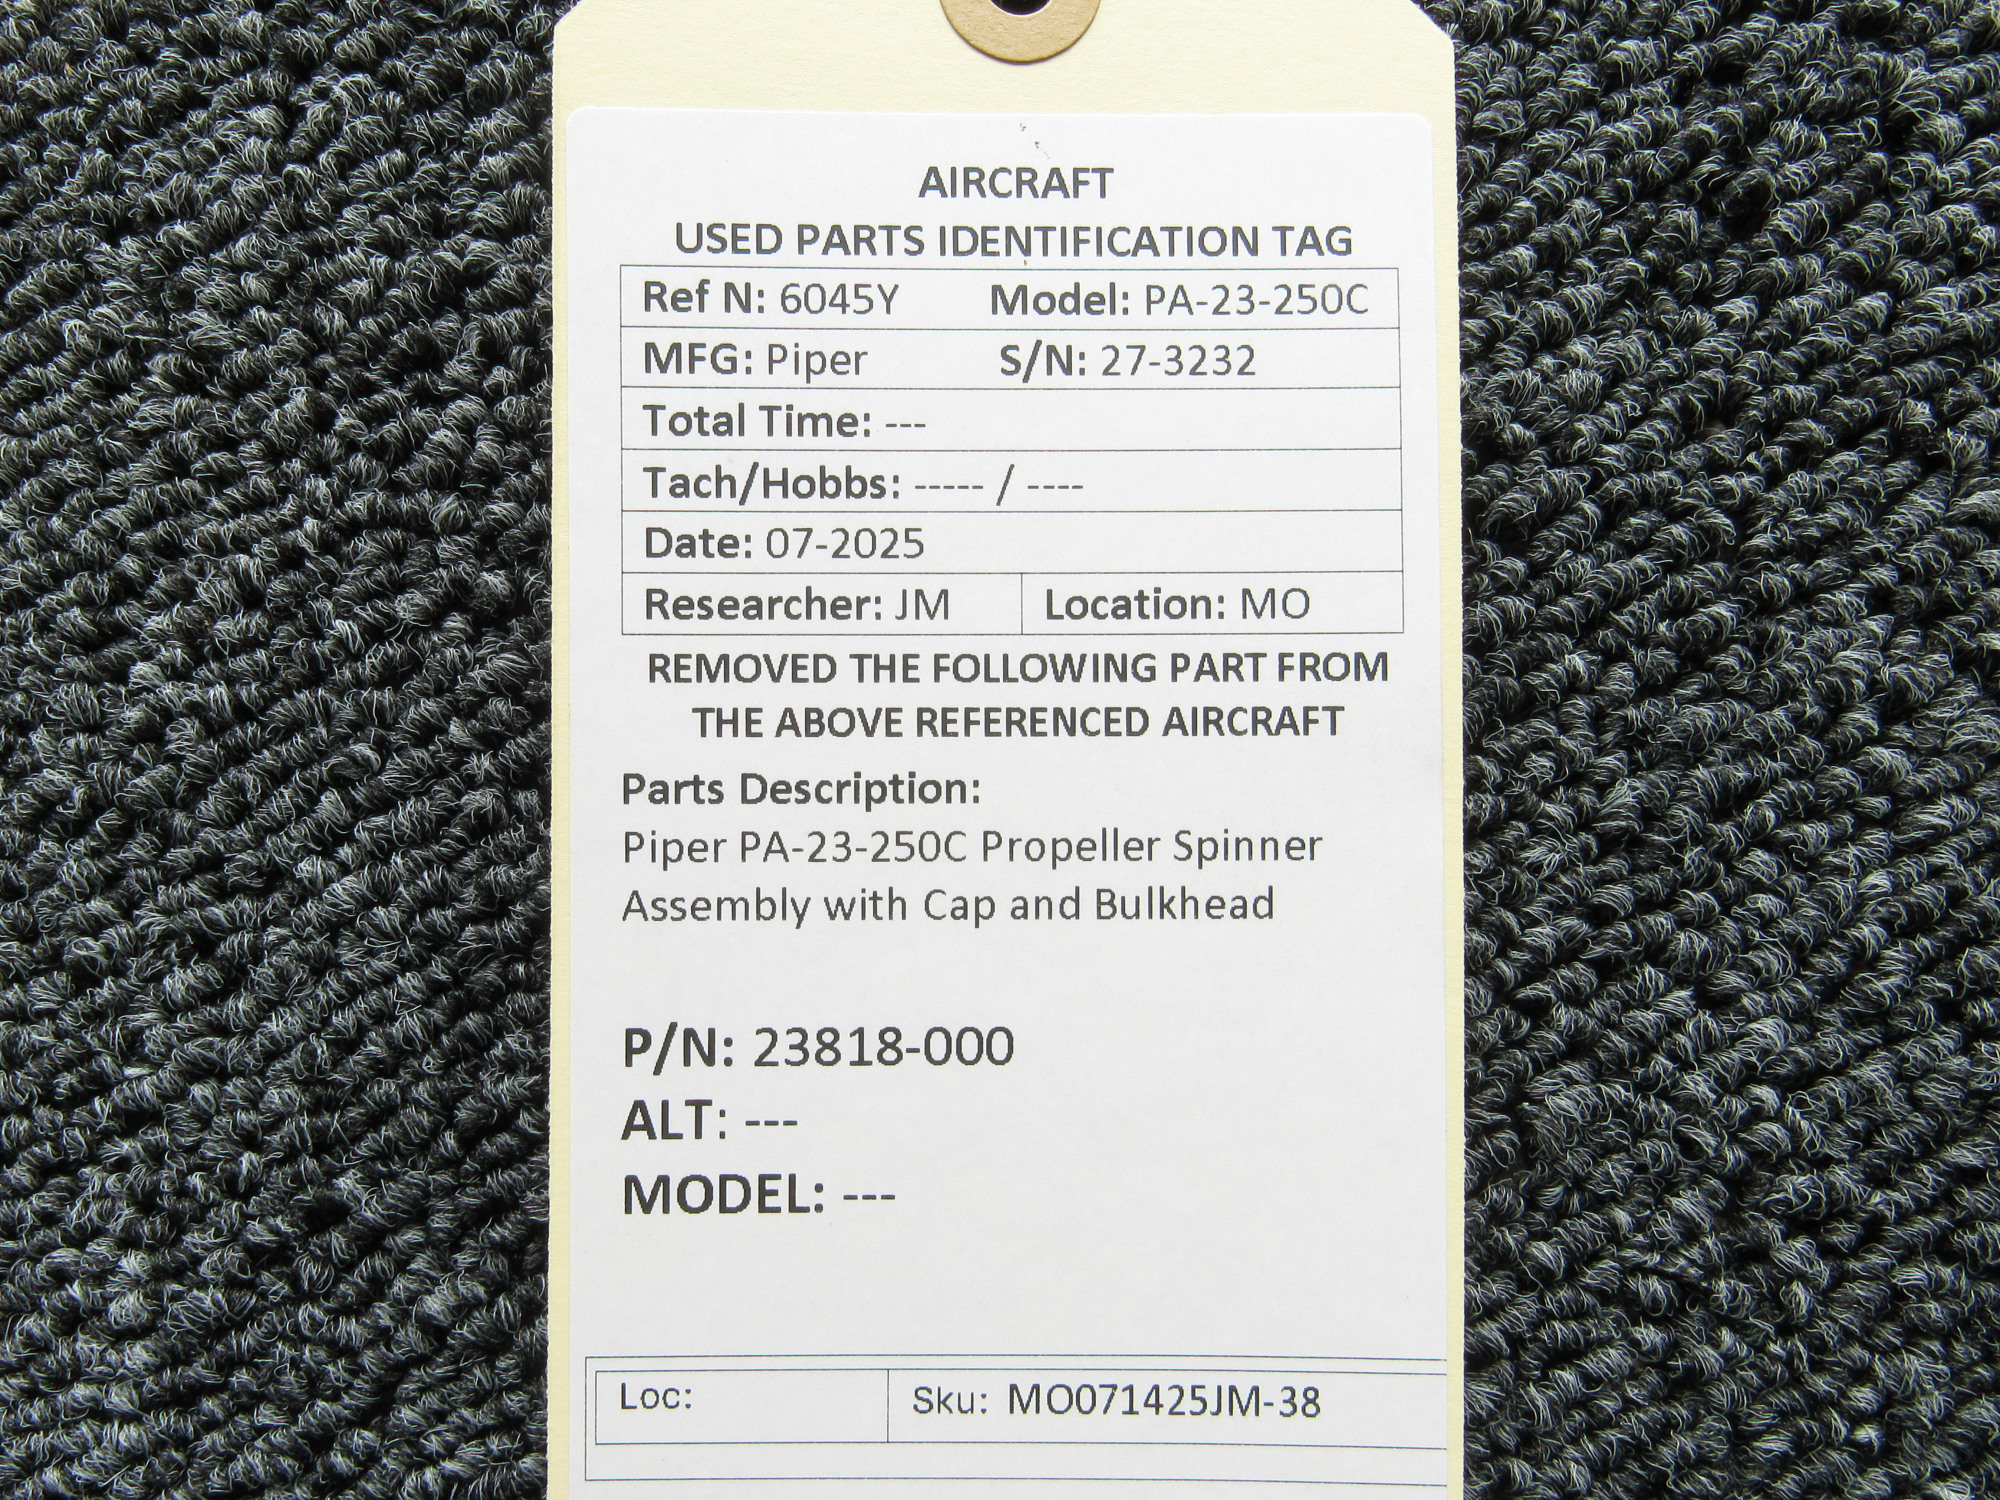 AIRCRAFT
USED PARTS IDENTIFICATION TAG
Ref N: 6045Y Model: PA-23-250C
MFG: Piper S/N: 27-3232
Total Time: ---
Tach/Hobbs: ----- / ----
Date: 07-2025
Researcher: JM Location: MO
REMOVED THE FOLLOWING PART FROM
THE ABOVE REFERENCED AIRCRAFT
Parts Description:
Piper PA-23-250C Propeller Spinner
Assembly with Cap and Bulkhead
P/N: 23818-000
ALT: ---
MODEL: ---
Loc: Sku: MO071425JM-38